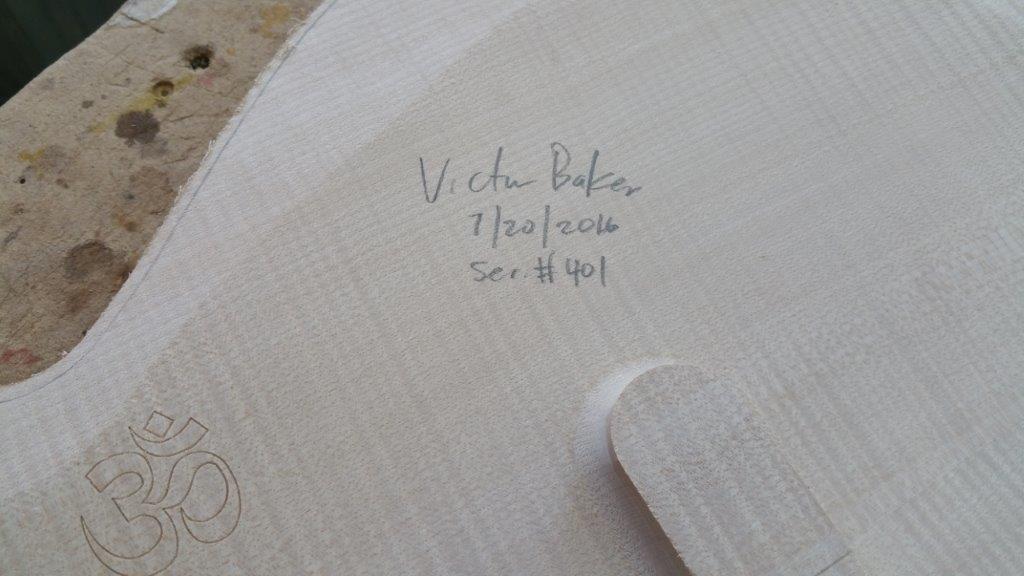 Victor Baker
7/20/2016
Ser. # 401
ॐ